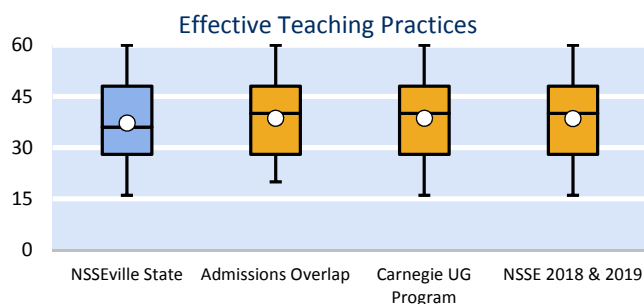 Effective Teaching Practices
60
45
30
15
0
NSSEville State
Admissions Overlap
Carnegie UG
Program
NSSE 2018 & 2019